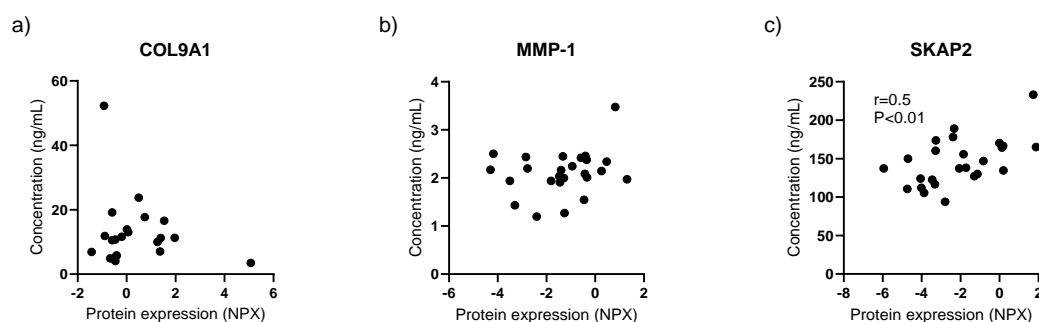 a)
COL9A1
60
40
20
0
-2
0
2
4
6
Concentration (ng/mL)
Protein expression (NPX)
b)
MMP-1
4
3
2
1
0
-6
-4
-2
0
2
Concentration (ng/mL)
Protein expression (NPX)
c)
SKAP2
r=0.5
P<0.01
250
200
150
100
50
0
-8
-6
-4
-2
0
2
Concentration (ng/mL)
Protein expression (NPX)